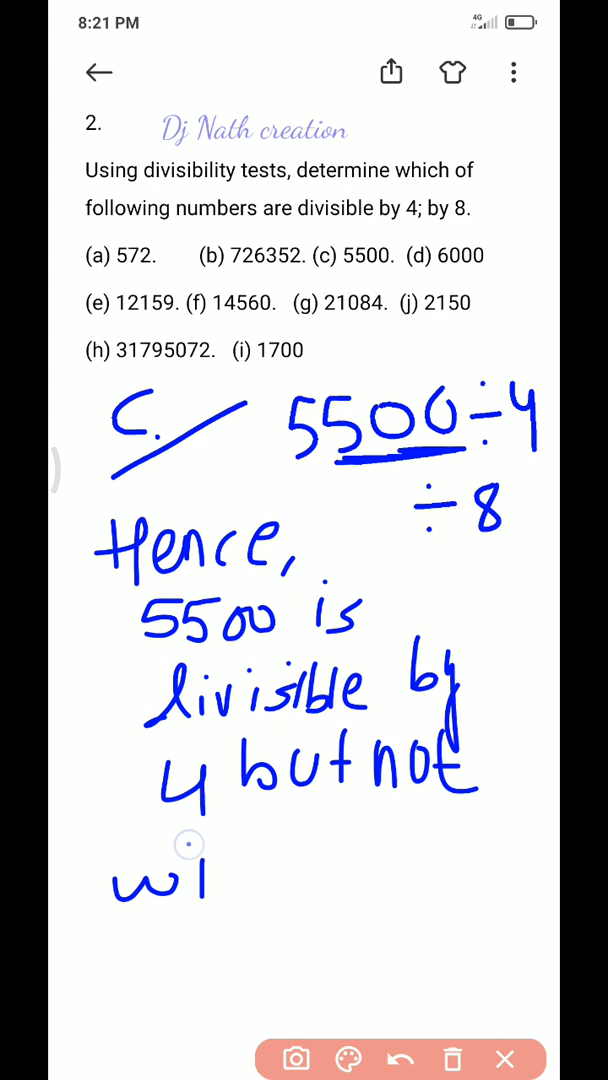 8:21 PM
4G
2.
Dj Nath creation
Using divisibility tests, determine which of
following numbers are divisible by 4; by 8.
(a) 572. (b) 726352. (c) 5500. (d) 6000
(e) 12159. (f) 14560. (g) 21084. (j) 2150
(h) 31795072. (i) 1700
C. 5500÷4
÷8
Hence,
5500 is
divisible by
4 but not
wi